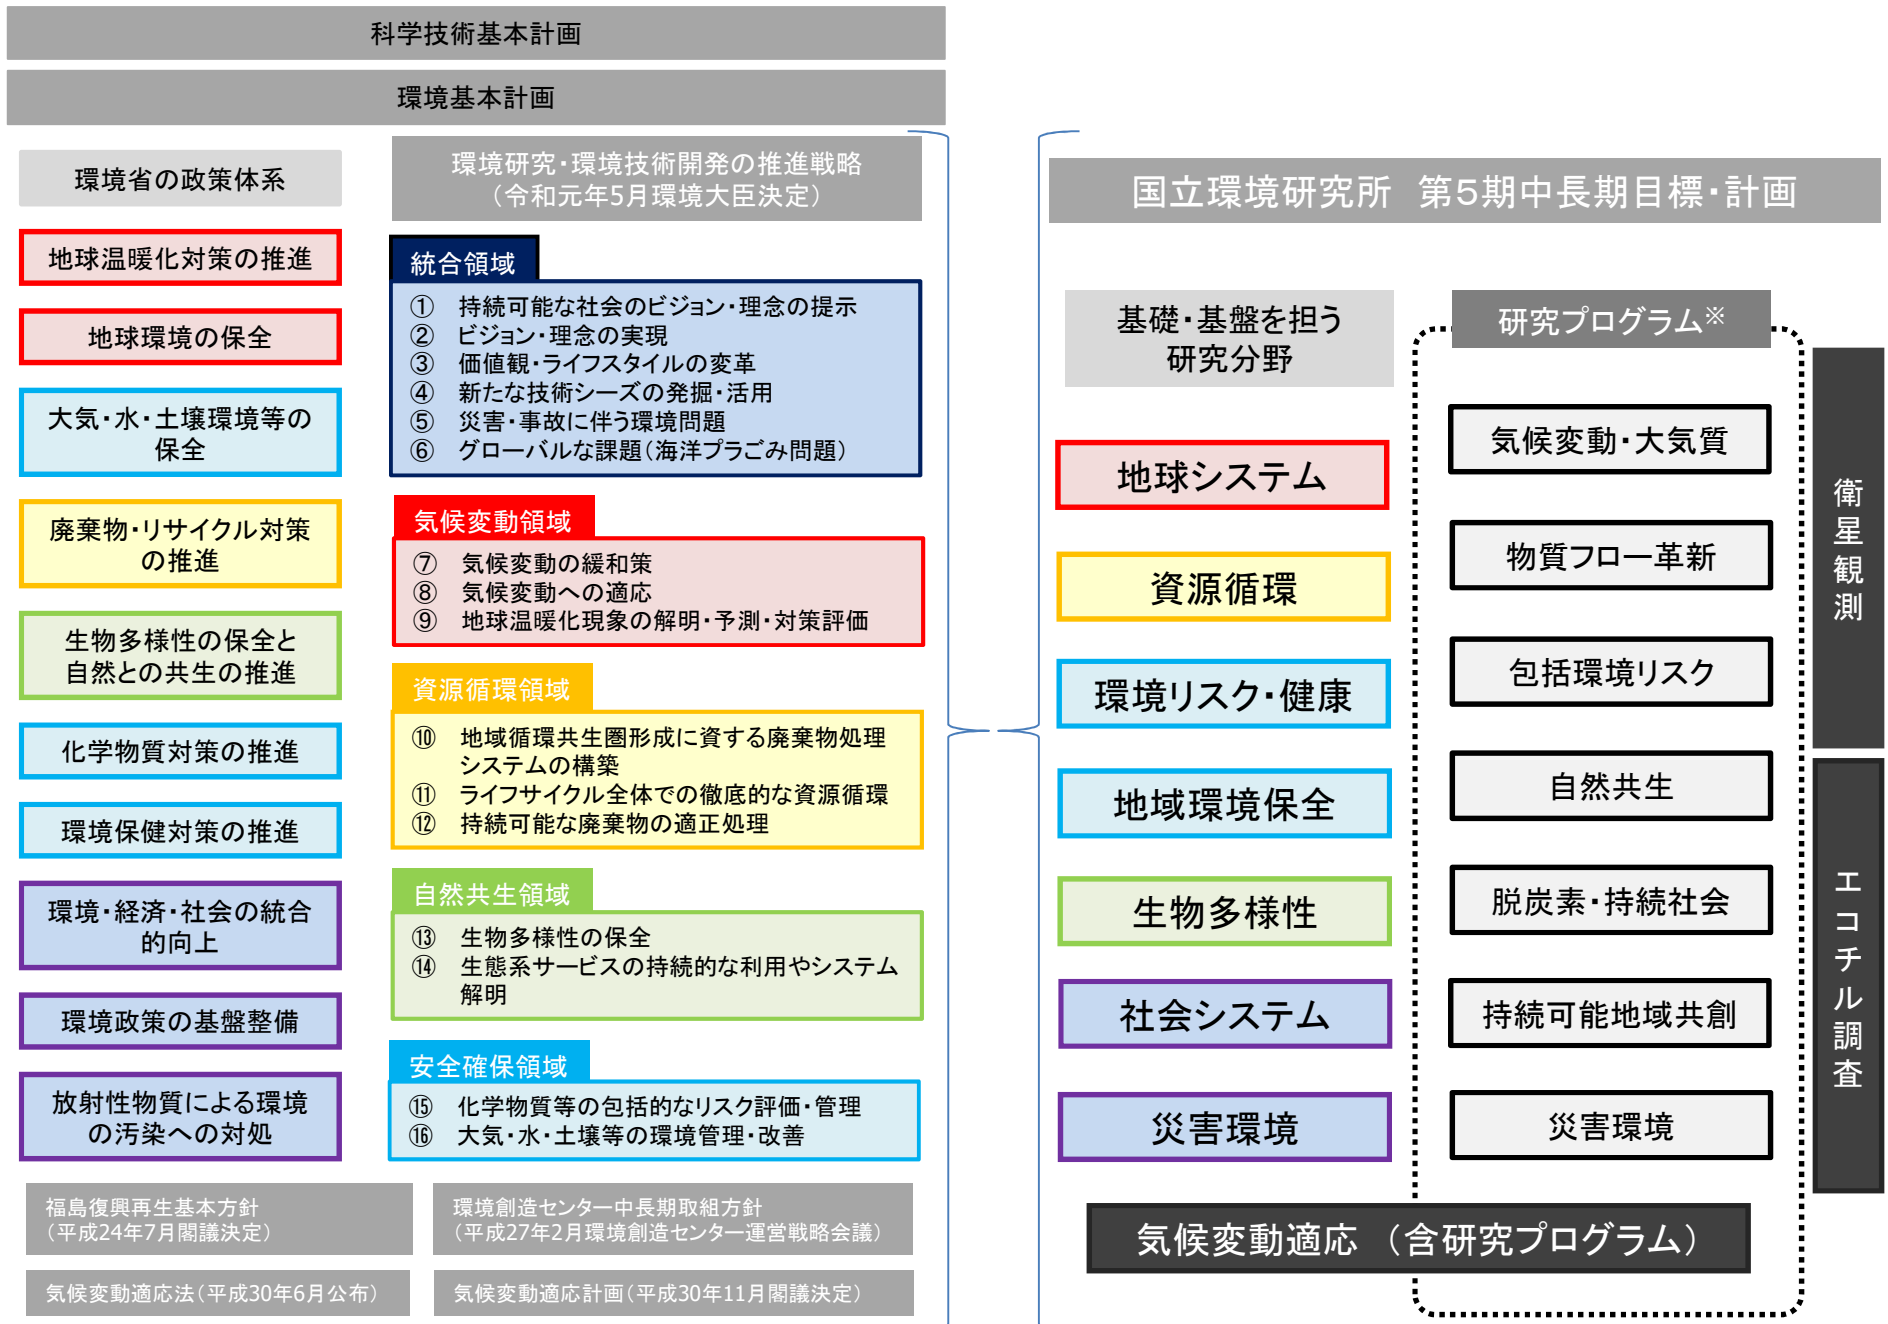 科学技術基本計画
環境基本計画
環境省の政策体系
地球温暖化対策の推進
地球環境の保全
大気・水・土壌環境等の
保全
廃棄物・リサイクル対策
の推進
生物多様性の保全と
自然との共生の推進
化学物質対策の推進
環境保健対策の推進
環境・経済・社会の統合
的向上
環境政策の基盤整備
放射性物質による環境
の汚染への対処
環境研究・環境技術開発の推進戦略
（令和元年5月環境大臣決定）
統合領域
① 持続可能な社会のビジョン・理念の提示
② ビジョン・理念の実現
③ 価値観・ライフスタイルの変革
④ 新たな技術シーズの発掘・活用
⑤ 災害・事故に伴う環境問題
⑥ グローバルな課題（海洋プラごみ問題）
気候変動領域
⑦ 気候変動の緩和策
⑧ 気候変動への適応
⑨ 地球温暖化現象の解明・予測・対策評価
資源循環領域
⑩ 地域循環共生圏形成に資する廃棄物処理
システムの構築
⑪ ライフサイクル全体での徹底的な資源循環
⑫ 持続可能な廃棄物の適正処理
自然共生領域
⑬ 生物多様性の保全
⑭ 生態系サービスの持続的な利用やシステム
解明
安全確保領域
⑮ 化学物質等の包括的なリスク評価・管理
⑯ 大気・水・土壌等の環境管理・改善
福島復興再生基本方針
（平成24年7月閣議決定）
環境創造センター中長期取組方針
（平成27年2月環境創造センター運営戦略会議）
気候変動適応法（平成30年6月公布）
気候変動適応計画（平成30年11月閣議決定）
国立環境研究所 第5期中長期目標・計画
基礎・基盤を担う
研究分野
地球システム
資源循環
環境リスク・健康
地域環境保全
生物多様性
社会システム
災害環境
研究プログラム※
気候変動・大気質
物質フロー革新
包括環境リスク
自然共生
脱炭素・持続社会
持続可能地域共創
災害環境
気候変動適応 （含研究プログラム）
衛星観測
エコチル調査